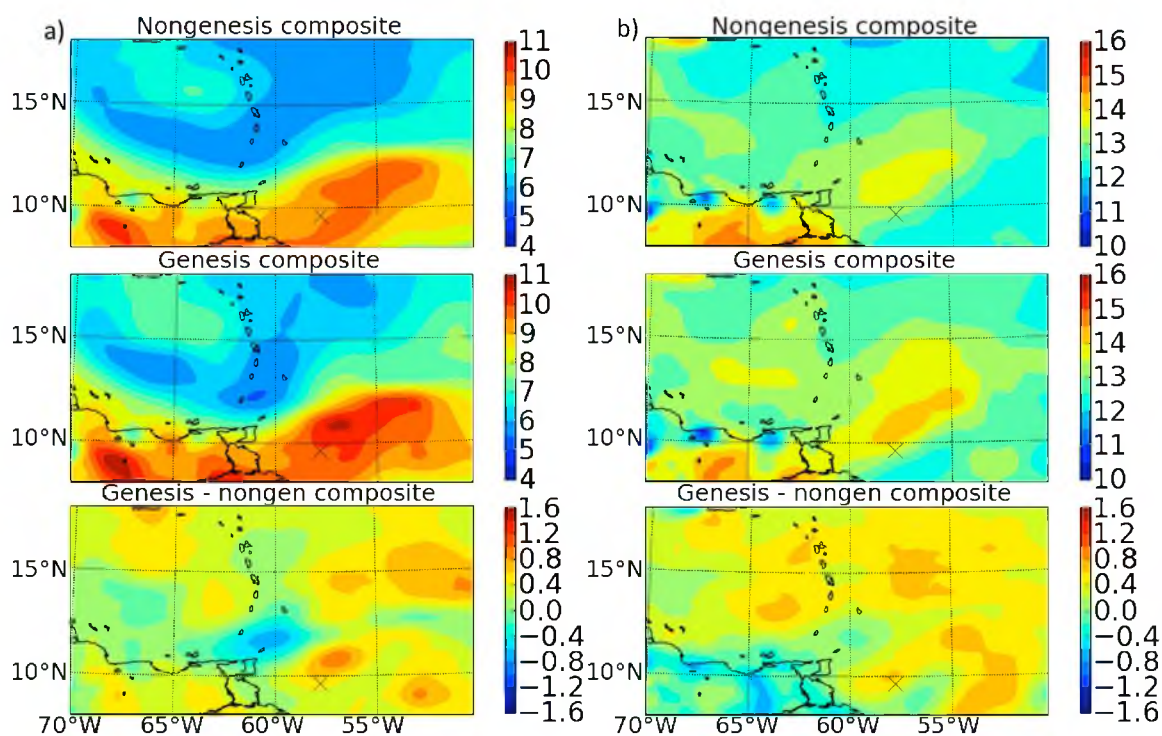 a)
Nongenesis composite
15°N
10°N
11
10
9
8
7
6
5
4
Genesis composite
15°N
10°N
11
10
9
8
7
6
5
4
Genesis - nongen composite
15°N
10°N
70°W 65°W 60°W 55°W
1.6
1.2
0.8
0.4
0.0
−0.4
−0.8
−1.2
−1.6
b)
Nongenesis composite
15°N
10°N
16
15
14
13
12
11
10
Genesis composite
15°N
10°N
16
15
14
13
12
11
10
Genesis - nongen composite
15°N
10°N
70°W 65°W 60°W 55°W
1.6
1.2
0.8
0.4
0.0
−0.4
−0.8
−1.2
−1.6